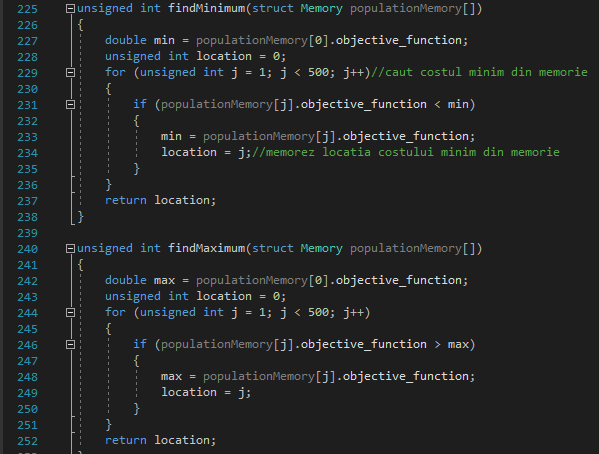 225 unsigned int findMinimum(struct Memory populationMemory[])
226 {
227     double min = populationMemory[0].objective_function;
228     unsigned int location = 0;
229     for (unsigned int j = 1; j < 500; j++)//caut costul minim din memorie
230     {
231         if (populationMemory[j].objective_function < min)
232         {
233             min = populationMemory[j].objective_function;
234             location = j;//memorez locatia costului minim din memorie
235         }
236     }
237     return location;
238 }
239
240 unsigned int findMaximum(struct Memory populationMemory[])
241 {
242     double max = populationMemory[0].objective_function;
243     unsigned int location = 0;
244     for (unsigned int j = 1; j < 500; j++)
245     {
246         if (populationMemory[j].objective_function > max)
247         {
248             max = populationMemory[j].objective_function;
249             location = j;
250         }
251     }
252     return location;